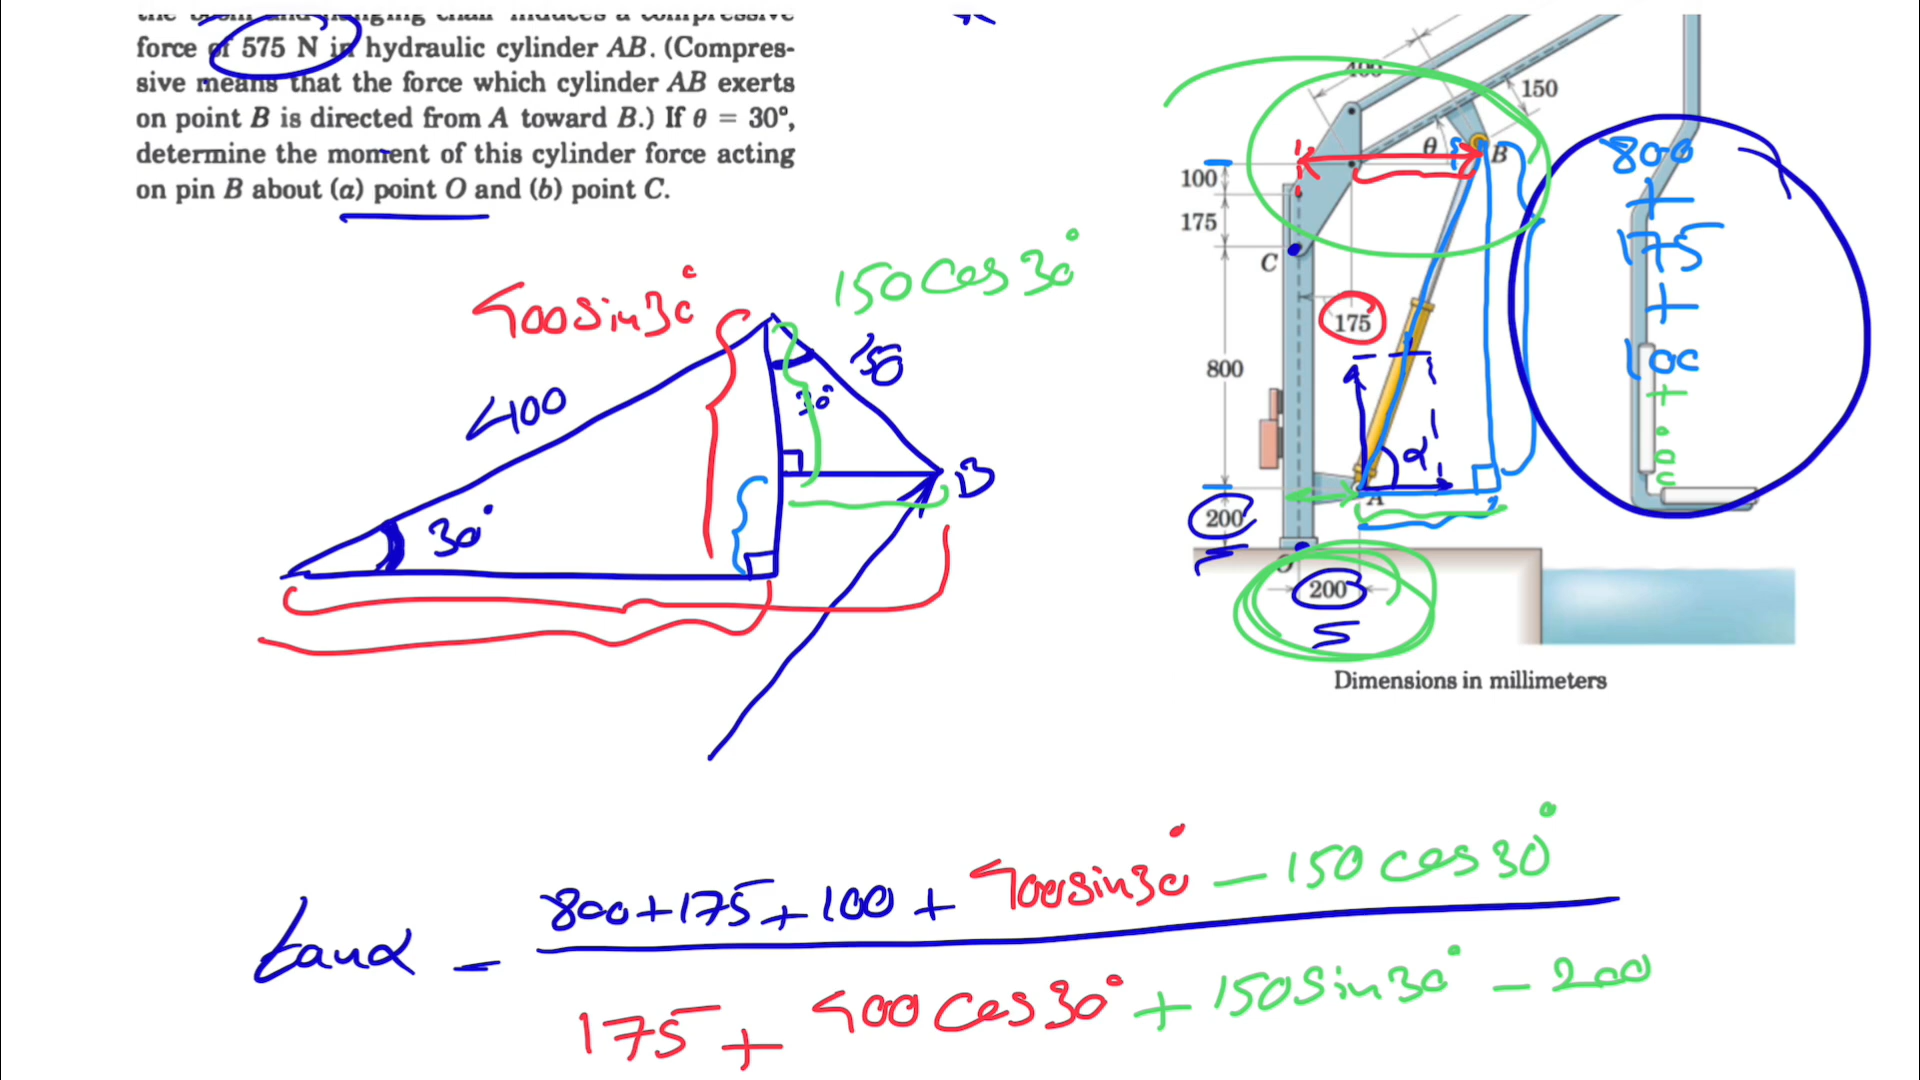 force of 575 N in hydraulic cylinder AB. (Compres-
sive means that the force which cylinder AB exerts
on point B is directed from A toward B.) If θ = 30°,
determine the moment of this cylinder force acting
on pin B about (a) point O and (b) point C.
400
150
θ
B
100
175
C
175
800
α
A
200
O
200
Dimensions in millimeters
800
+
175
+
100
+
400sin30°
150cos30°
400
150
30°
30°
B
tanα = 800+175+100+400sin30° - 150cos30°
175 + 400cos30° + 150sin30° - 200